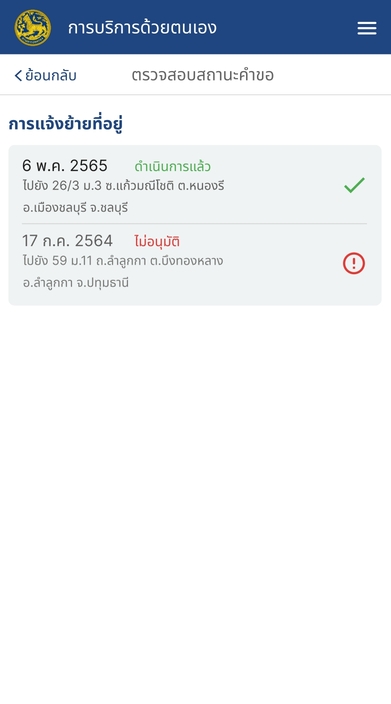 การบริการด้วยตนเอง
ย้อนกลับ ตรวจสอบสถานะคำขอ
การแจ้งย้ายที่อยู่
6 พ.ค. 2565 ดำเนินการแล้ว
ไปยัง 26/3 ม.3 ซ.แก้วมณีโชติ ต.หนองรี
อ.เมืองชลบุรี จ.ชลบุรี
17 ก.ค. 2564 ไม่อนุมัติ
ไปยัง 59 ม.11 ถ.ลำลูกกา ต.บึงทองหลาง
อ.ลำลูกกา จ.ปทุมธานี